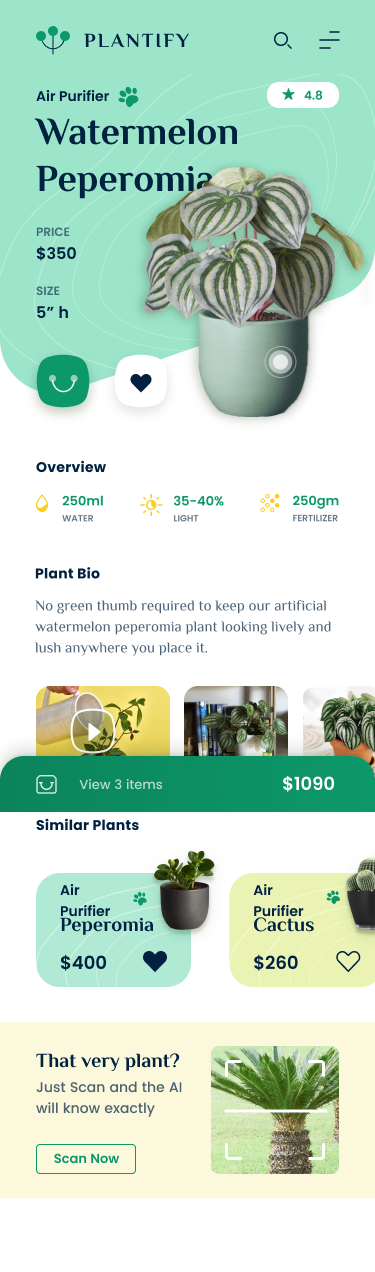 PLANTIFY
Air Purifier
4.8
Watermelon
Peperomia
PRICE
$350
SIZE
5” h
Overview
250ml
WATER
35-40%
LIGHT
250gm
FERTILIZER
Plant Bio
No green thumb required to keep our artificial
watermelon peperomia plant looking lively and
lush anywhere you place it.
View 3 items
$1090
Similar Plants
Air
Purifier
Peperomia
$400
Air
Purifier
Cactus
$260
That very plant?
Just Scan and the AI
will know exactly
Scan Now